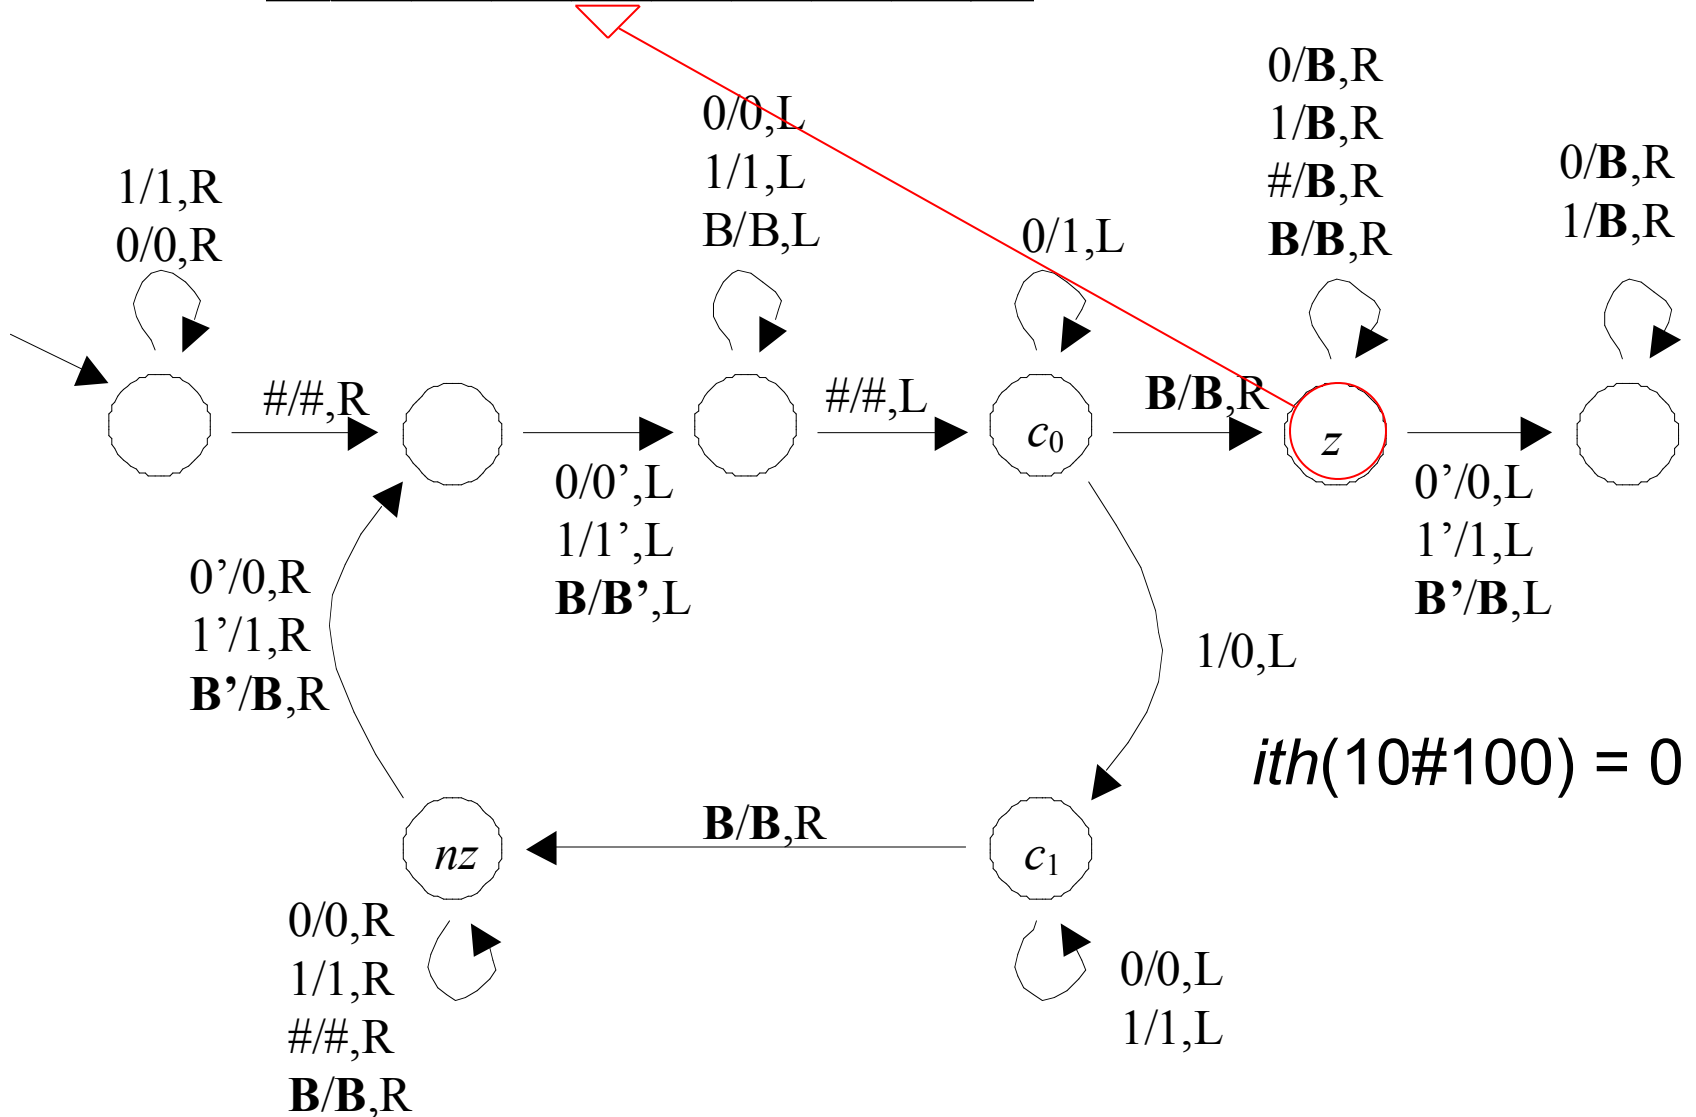 0/B,R
1/B,R
#/B,R
B/B,R
0/0,L
1/1,L
B/B,L
0/B,R
1/B,R
1/1,R
0/0,R
0/1,L
#/#,R
#/#,L
B/B,R
c0
z
0/0’,L
1/1’,L
B/B’,L
0’/0,L
1’/1,L
B’/B,L
0’/0,R
1’/1,R
B’/B,R
1/0,L
ith(10#100) = 0
B/B,R
nz
c1
0/0,R
1/1,R
#/#,R
B/B,R
0/0,L
1/1,L